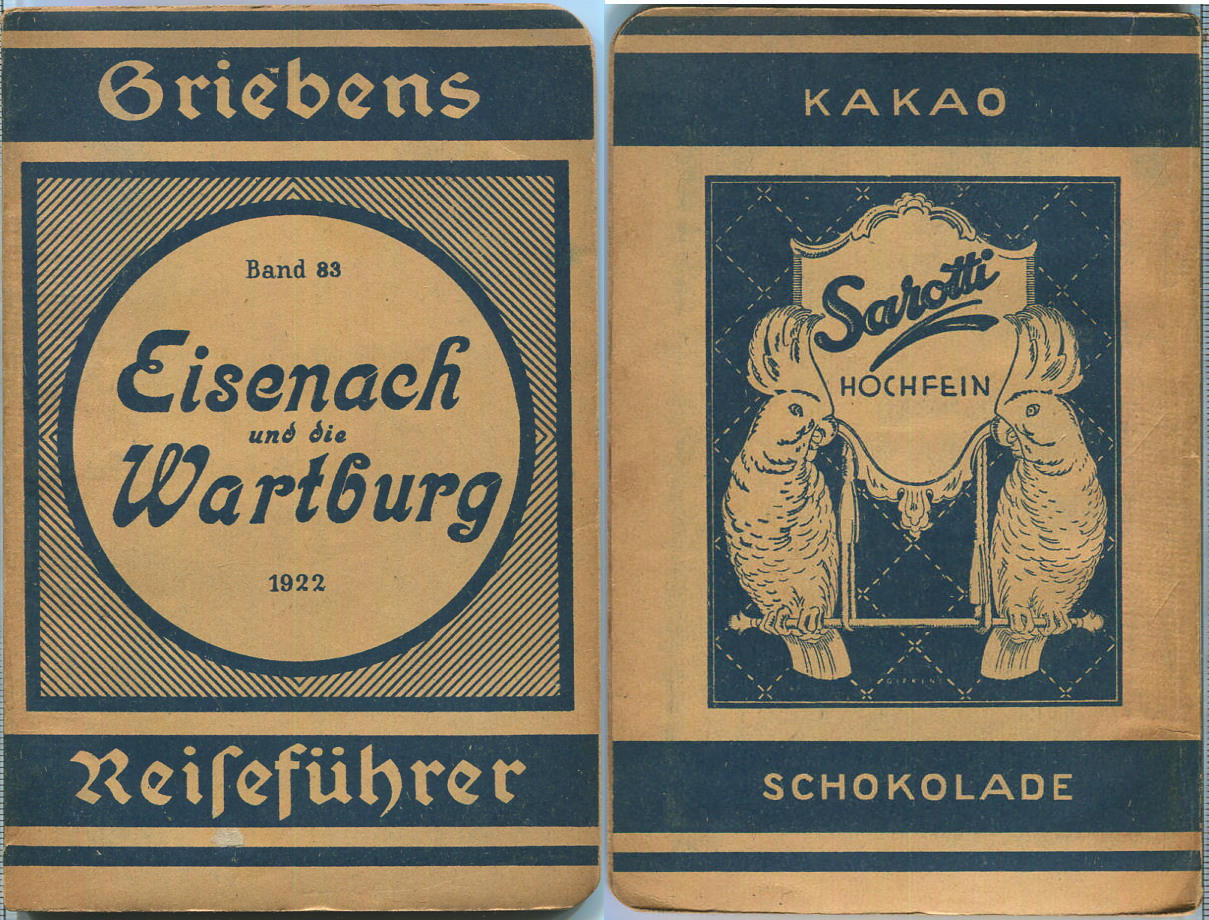 Griebens
Band 83
Eisenach
und die
Wartburg
1922
Reiſeführer
KAKAO
Sarotti
HOCHFEIN
SCHOKOLADE